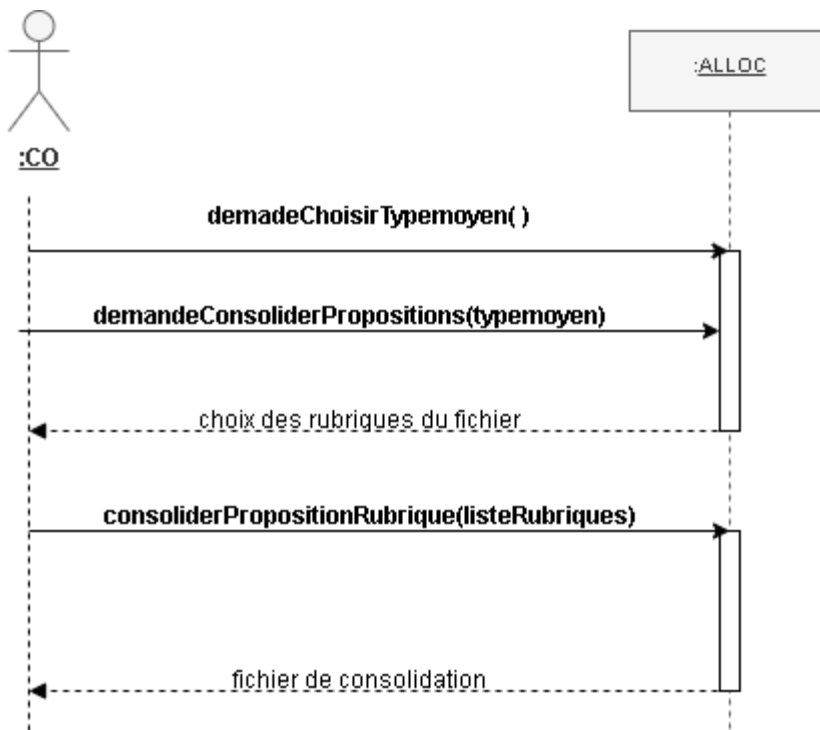 :ALLOC
:CO
demadeChoisirTypemoyen( )
demandeConsoliderPropositions(typemoyen)
choix des rubriques du fichier
consoliderPropositionRubrique(listeRubriques)
fichier de consolidation